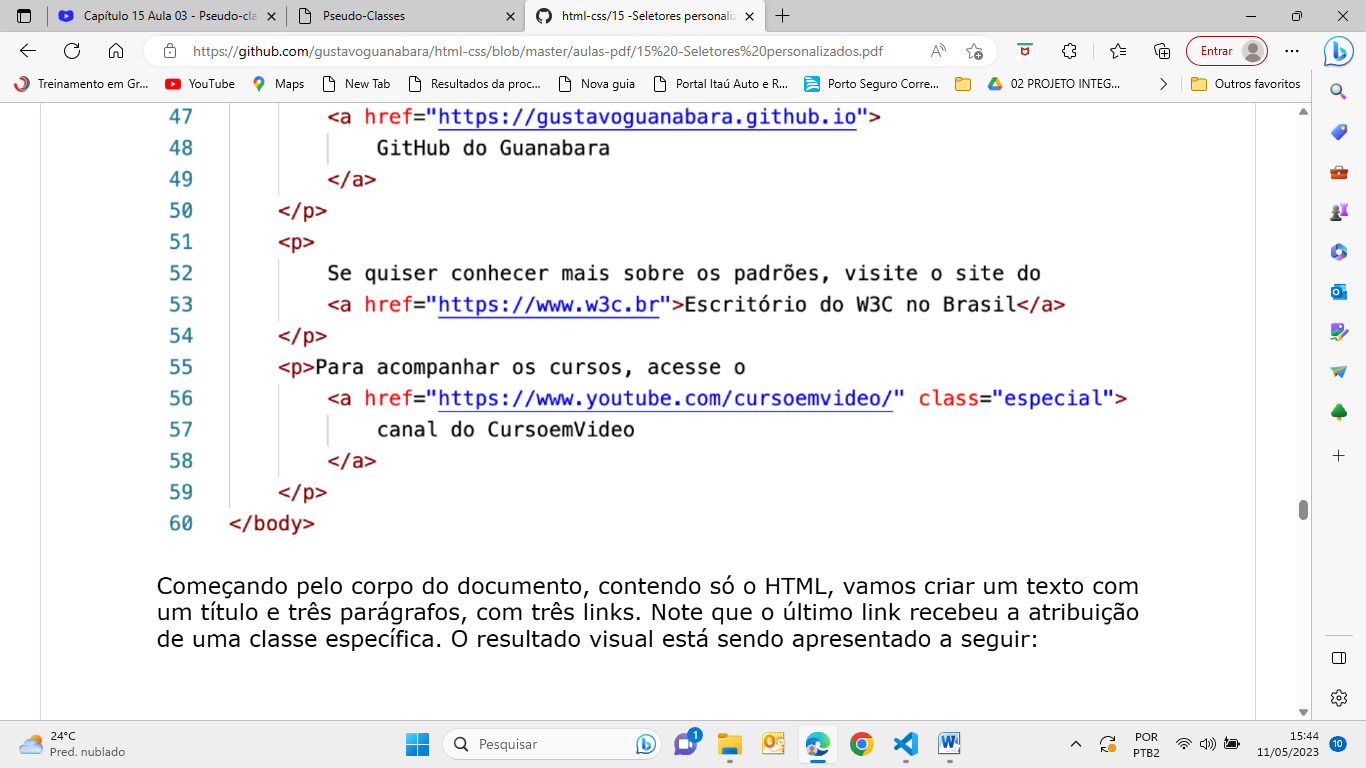 Capítulo 15 Aula 03 - Pseudo-cla
Pseudo-Classes
html-css/15 -Seletores personaliz
https://github.com/gustavoguanabara/html-css/blob/master/aulas-pdf/15%20-Seletores%20personalizados.pdf
Entrar
Treinamento em Gr...
YouTube
Maps
New Tab
Resultados da proc...
Nova guia
Portal Itaú Auto e R...
Porto Seguro Corre...
02 PROJETO INTEG...
Outros favoritos
47 <a href="https://gustavoguanabara.github.io">
48 GitHub do Guanabara
49 </a>
50 </p>
51 <p>
52 Se quiser conhecer mais sobre os padrões, visite o site do
53 <a href="https://www.w3c.br">Escritório do W3C no Brasil</a>
54 </p>
55 <p>Para acompanhar os cursos, acesse o
56 <a href="https://www.youtube.com/cursoemvideo/" class="especial">
57 canal do CursoemVideo
58 </a>
59 </p>
60 </body>
Começando pelo corpo do documento, contendo só o HTML, vamos criar um texto com
um título e três parágrafos, com três links. Note que o último link recebeu a atribuição
de uma classe específica. O resultado visual está sendo apresentado a seguir:
24°C
Pred. nublado
Pesquisar
1
POR
PTB2
15:44
11/05/2023
10